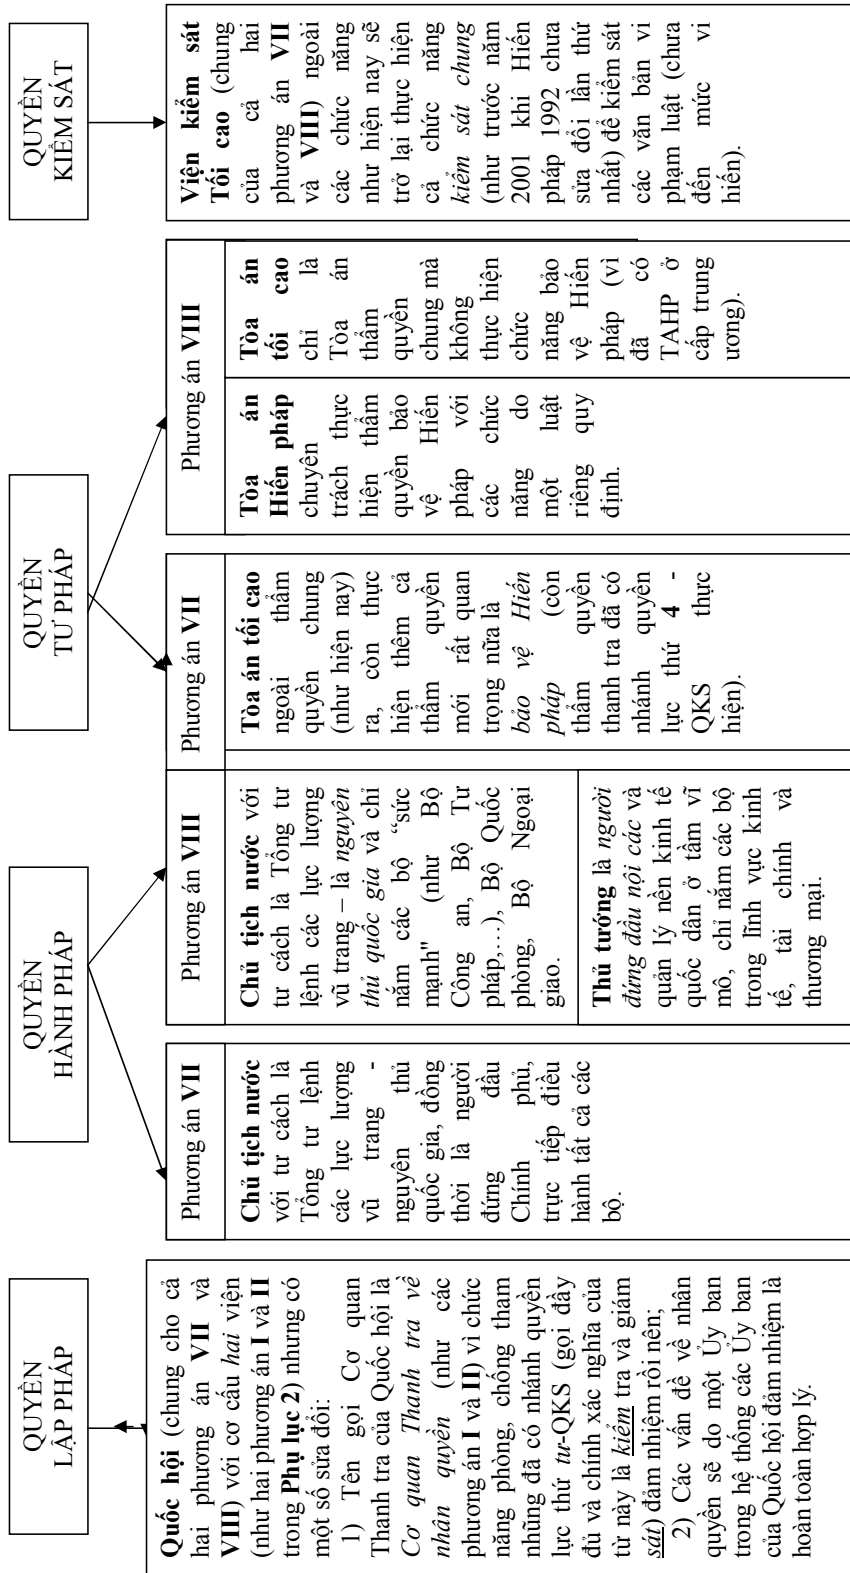 QUYỀN
LẬP PHÁP
Quốc hội (chung cho cả
hai phương án VII và
VIII) với cơ cấu hai viện
(như hai phương án I và II
trong Phụ lục 2) nhưng có
một số sửa đổi:
1) Tên gọi Cơ quan
Thanh tra của Quốc hội là
Cơ quan Thanh tra về
nhân quyền (như các
phương án I và II) vì chức
năng phòng, chống tham
những đã có nhánh quyền
lực thứ tư-QKS (gọi đầy
đủ và chính xác nghĩa của
từ này là kiểm tra và giám
sát) đảm nhiệm rồi nên;
2) Các vấn đề về nhân
quyền sẽ do một Ủy ban
trong hệ thống các Ủy ban
của Quốc hội đảm nhiệm là
hoàn toàn hợp lý.
QUYỀN
HÀNH PHÁP
Phương án VII
Chủ tịch nước
với tư cách là
Tổng tư lệnh
các lực lượng
vũ trang -
nguyên thủ
quốc gia, đồng
thời là người
đứng đầu
Chính phủ,
trực tiếp điều
hành tất cả các
bộ.
Phương án VIII
Chủ tịch nước với
tư cách là Tổng tư
lệnh các lực lượng
vũ trang – là nguyên
thủ quốc gia và chỉ
nắm các bộ “sức
mạnh" (như Bộ
Công an, Bộ Tư
pháp,…), Bộ Quốc
phòng, Bộ Ngoại
giao.
Thủ tướng là người
đứng đầu nội các và
quản lý nền kinh tế
quốc dân ở tầm vĩ
mô, chỉ nắm các bộ
trong lĩnh vực kinh
tế, tài chính và
thương mại.
QUYỀN
TƯ PHÁP
Phương án VII
Tòa án tối cao
ngoài thẩm
quyền chung
(như hiện nay)
ra, còn thực
hiện thêm cả
thẩm quyền
mới rất quan
trọng nữa là
bảo vệ Hiến
pháp (còn
thẩm quyền
thanh tra đã có
nhánh quyền
lực thứ 4 -
QKS thực
hiện).
Phương án VIII
Tòa án
Hiến pháp
chuyên
trách thực
hiện thẩm
quyền bảo
vệ Hiến
pháp với
các chức
năng do
một luật
riêng quy
định.
Tòa án
tối cao
chỉ là
Tòa án
thẩm
quyền
chung mà
không
thực hiện
chức
năng bảo
vệ Hiến
pháp (vì
đã có
TAHP ở
cấp trung
ương).
QUYỀN
KIỂM SÁT
Viện kiểm sát
Tối cao (chung
của cả hai
phương án VII
và VIII) ngoài
các chức năng
như hiện nay sẽ
trở lại thực hiện
cả chức năng
kiểm sát chung
(như trước năm
2001 khi Hiến
pháp 1992 chưa
sửa đổi lần thứ
nhất) để kiểm sát
các văn bản vi
phạm luật (chưa
đến mức vi
hiến).